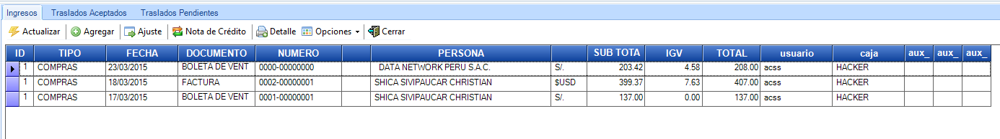 Ingresos Traslados Aceptados Traslados Pendientes
Actualizar Agregar Ajuste Nota de Crédito Detalle Opciones Cerrar
ID TIPO FECHA DOCUMENTO NUMERO PERSONA SUB TOTA IGV TOTAL usuario caja aux_ aux_ aux_
1 COMPRAS 23/03/2015 BOLETA DE VENT 0000-00000000 DATA NETWORK PERU S.A.C. S/. 203.42 4.58 208.00 acss HACKER
1 COMPRAS 18/03/2015 FACTURA 0002-00000001 SHICA SIVIPAUCAR CHRISTIAN $USD 399.37 7.63 407.00 acss HACKER
1 COMPRAS 17/03/2015 BOLETA DE VENT 0001-00000001 SHICA SIVIPAUCAR CHRISTIAN S/. 137.00 0.00 137.00 acss HACKER